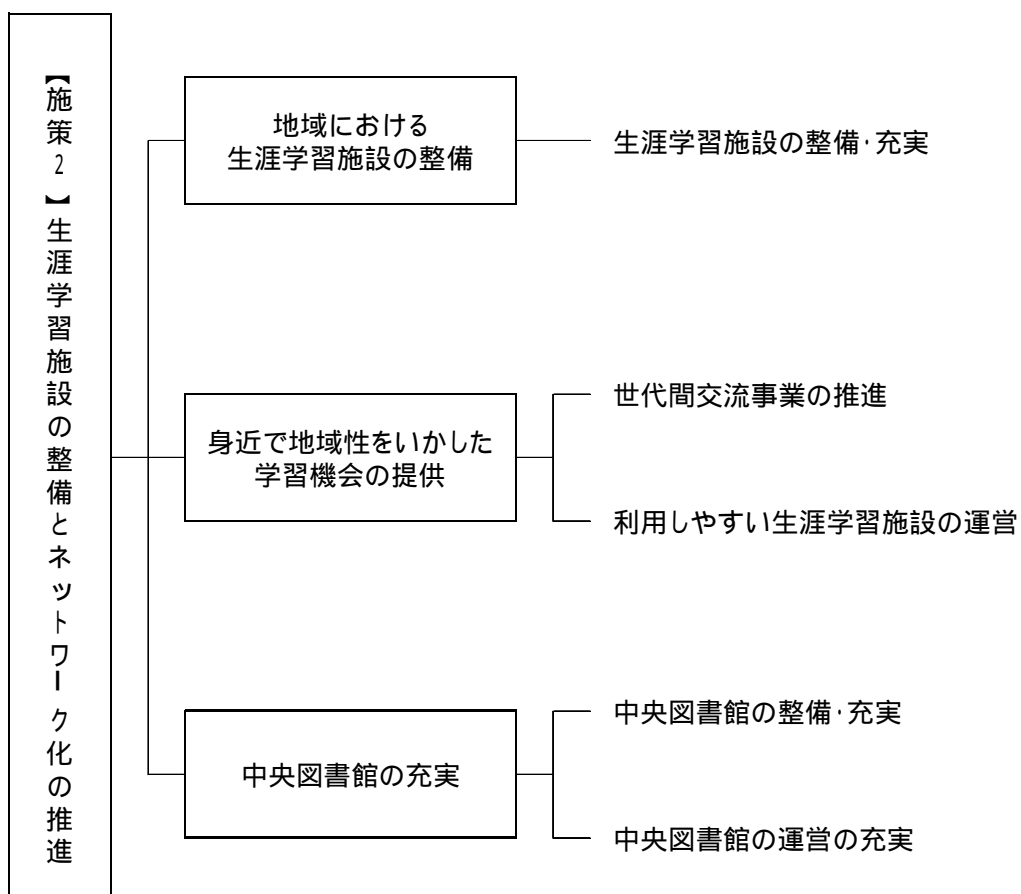 【施策2】生涯学習施設の整備とネットワーク化の推進
地域における
生涯学習施設の整備
生涯学習施設の整備・充実
身近で地域性をいかした
学習機会の提供
世代間交流事業の推進
利用しやすい生涯学習施設の運営
中央図書館の充実
中央図書館の整備・充実
中央図書館の運営の充実